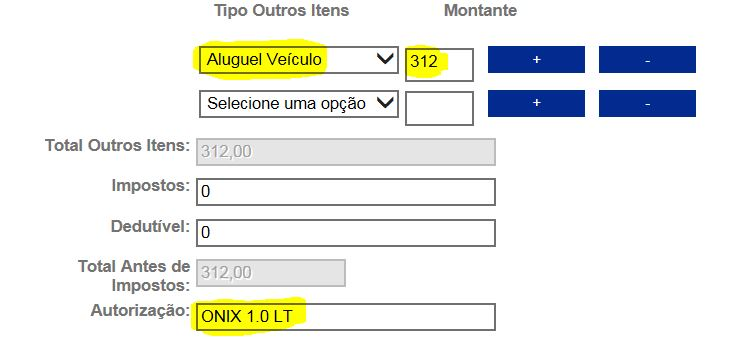 Tipo Outros Itens Montante
Aluguel Veículo 312 + -
Selecione uma opção + -
Total Outros Itens: 312,00
Impostos: 0
Dedutível: 0
Total Antes de
Impostos: 312,00
Autorização: ONIX 1.0 LT